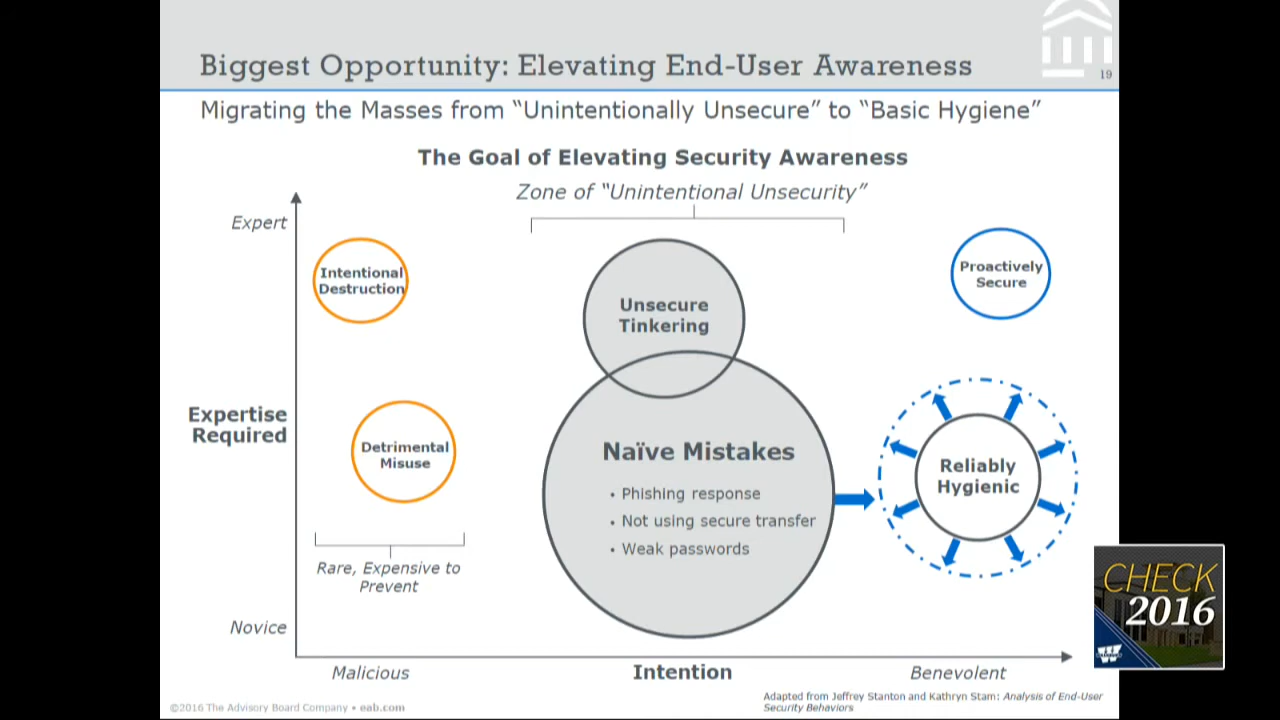 Biggest Opportunity: Elevating End-User Awareness
19
Migrating the Masses from “Unintentionally Unsecure” to “Basic Hygiene”
The Goal of Elevating Security Awareness
Zone of “Unintentional Unsecurity”
Expert
Intentional
Destruction
Unsecure
Tinkering
Proactively
Secure
Expertise
Required
Detrimental
Misuse
Naïve Mistakes
• Phishing response
• Not using secure transfer
• Weak passwords
Reliably
Hygienic
Rare, Expensive to
Prevent
Novice
Malicious
Intention
Benevolent
Adapted from Jeffrey Stanton and Kathryn Stam: Analysis of End-User
Security Behaviors
©2016 The Advisory Board Company • eab.com
CHECK
2016
W